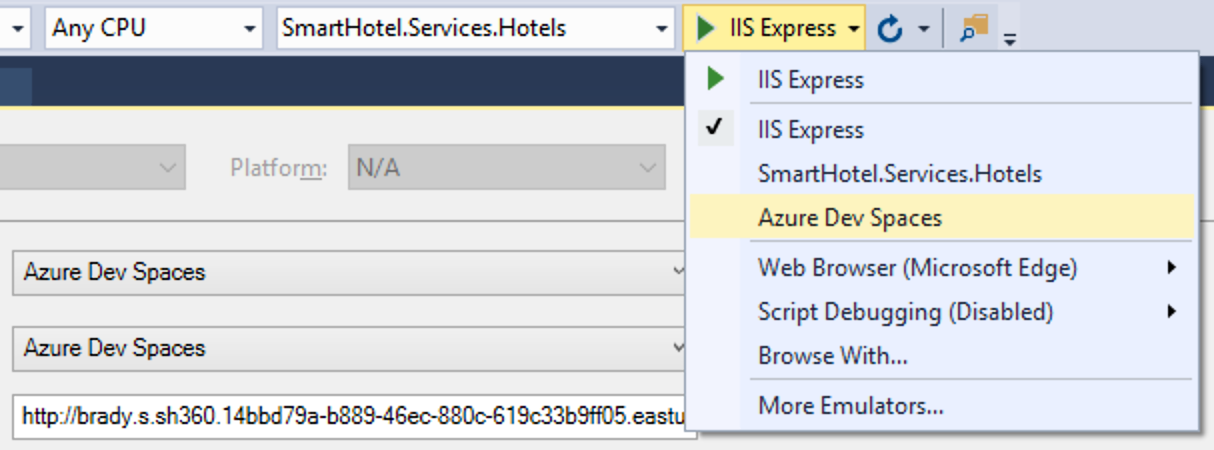 Any CPU
SmartHotel.Services.Hotels
IIS Express
IIS Express
IIS Express
SmartHotel.Services.Hotels
Azure Dev Spaces
Web Browser (Microsoft Edge)
Script Debugging (Disabled)
Browse With...
More Emulators...
Platform:
N/A
Azure Dev Spaces
Azure Dev Spaces
http://brady.s.sh360.14bbd79a-b889-46ec-880c-619c33b9ff05.eastu